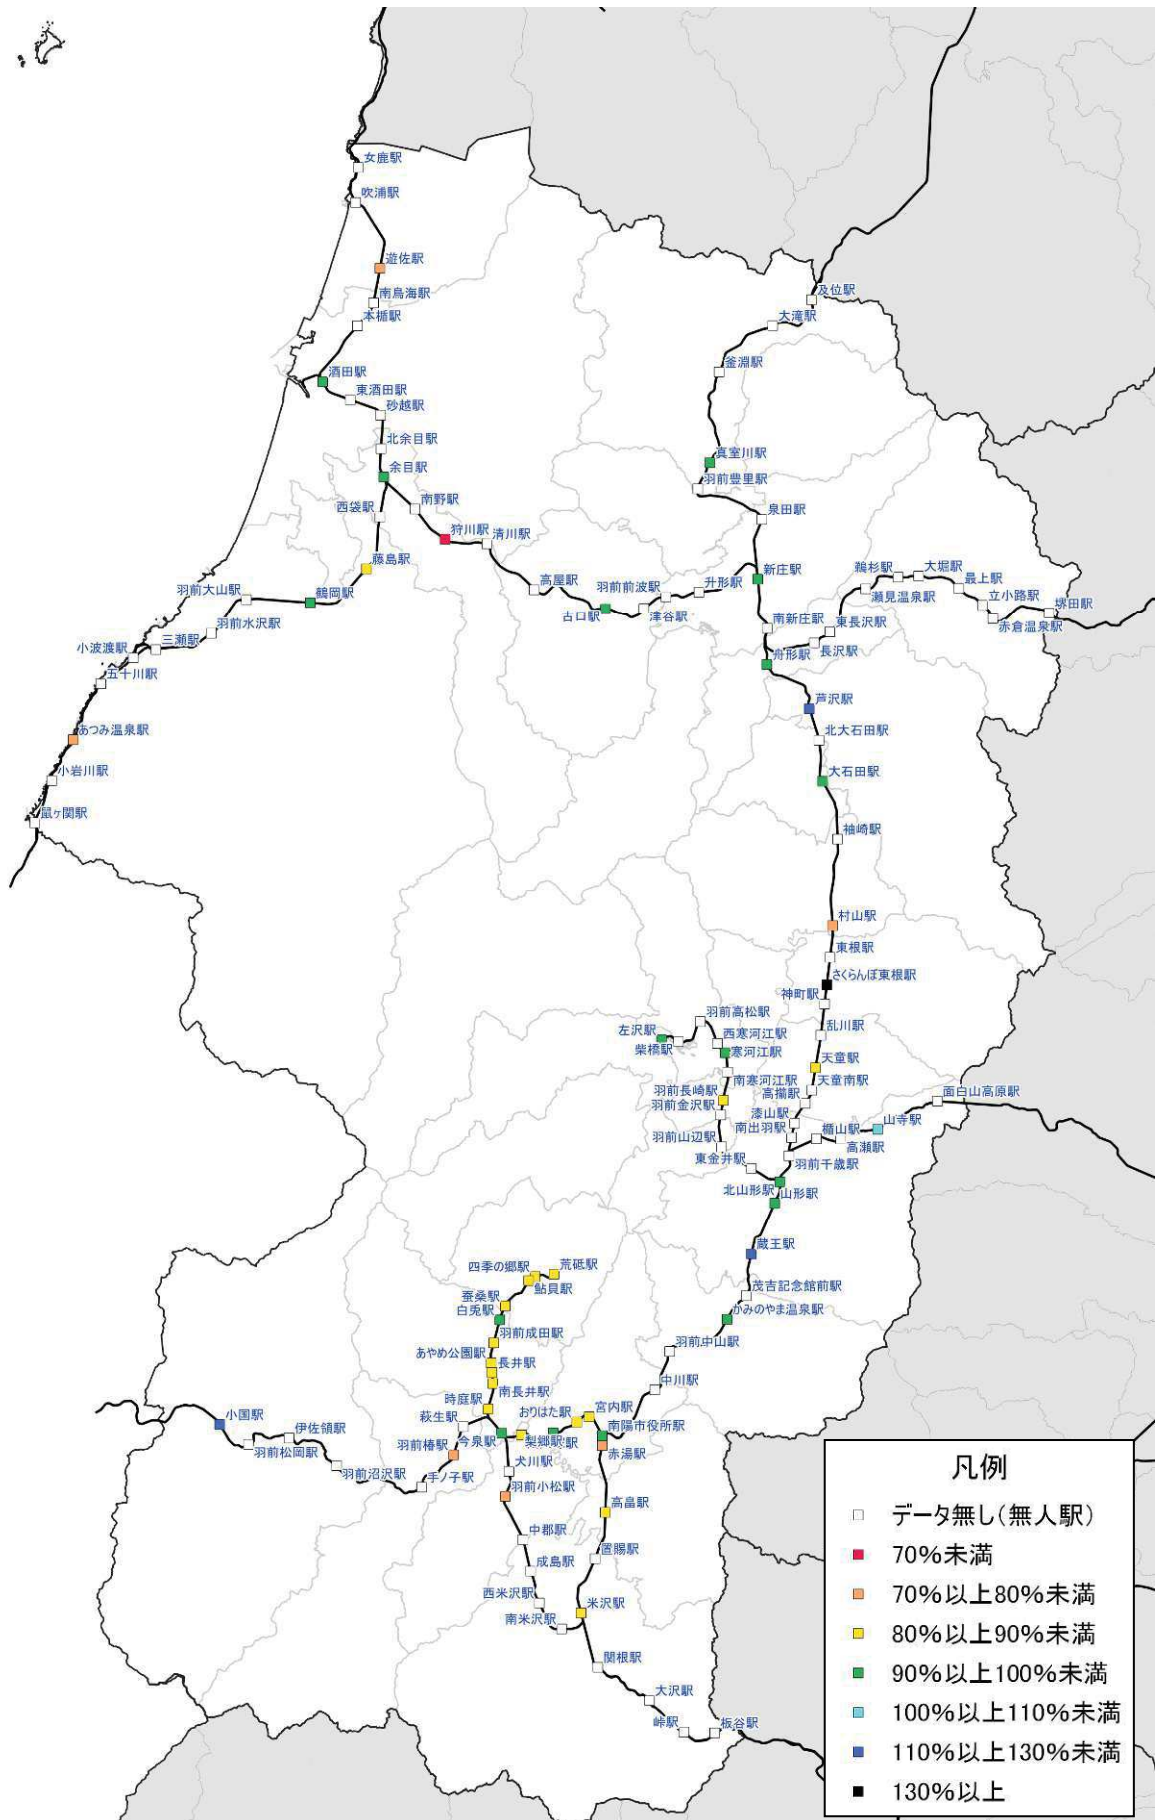 女鹿駅
吹浦駅
遊佐駅
南鳥海駅
本楯駅
酒田駅
東酒田駅
砂越駅
北余目駅
余目駅
西袋駅
南野駅
狩川駅
清川駅
藤島駅
鶴岡駅
羽前大山駅
羽前水沢駅
三瀬駅
小波渡駅
五十川駅
あつみ温泉駅
小岩川駅
鼠ヶ関駅
高屋駅
古口駅
津谷駅
羽前前波駅
升形駅
及位駅
大滝駅
釜淵駅
真室川駅
羽前豊里駅
泉田駅
新庄駅
南新庄駅
長沢駅
東長沢駅
瀬見温泉駅
鵜杉駅
大堀駅
最上駅
立小路駅
赤倉温泉駅
堺田駅
舟形駅
芦沢駅
北大石田駅
大石田駅
袖崎駅
村山駅
東根駅
さくらんぼ東根駅
神町駅
乱川駅
天童駅
天童南駅
高擶駅
漆山駅
南出羽駅
羽前千歳駅
楯山駅
高瀬駅
山寺駅
面白山高原駅
左沢駅
柴橋駅
羽前高松駅
西寒河江駅
寒河江駅
南寒河江駅
羽前長崎駅
羽前金沢駅
羽前山辺駅
東金井駅
北山形駅
山形駅
蔵王駅
茂吉記念館前駅
かみのやま温泉駅
羽前中山駅
中川駅
荒砥駅
四季の郷駅
鮎貝駅
蚕桑駅
白兎駅
羽前成田駅
あやめ公園駅
長井駅
南長井駅
時庭駅
萩生駅
今泉駅
羽前椿駅
手ノ子駅
羽前沼沢駅
伊佐領駅
羽前松岡駅
小国駅
おりはた駅
宮内駅
梨郷駅
南陽市役所駅
赤湯駅
犬川駅
羽前小松駅
中郡駅
成島駅
西米沢駅
南米沢駅
高畠駅
置賜駅
米沢駅
関根駅
大沢駅
峠駅
板谷駅
凡例
データ無し(無人駅)
70%未満
70%以上80%未満
80%以上90%未満
90%以上100%未満
100%以上110%未満
110%以上130%未満
130%以上